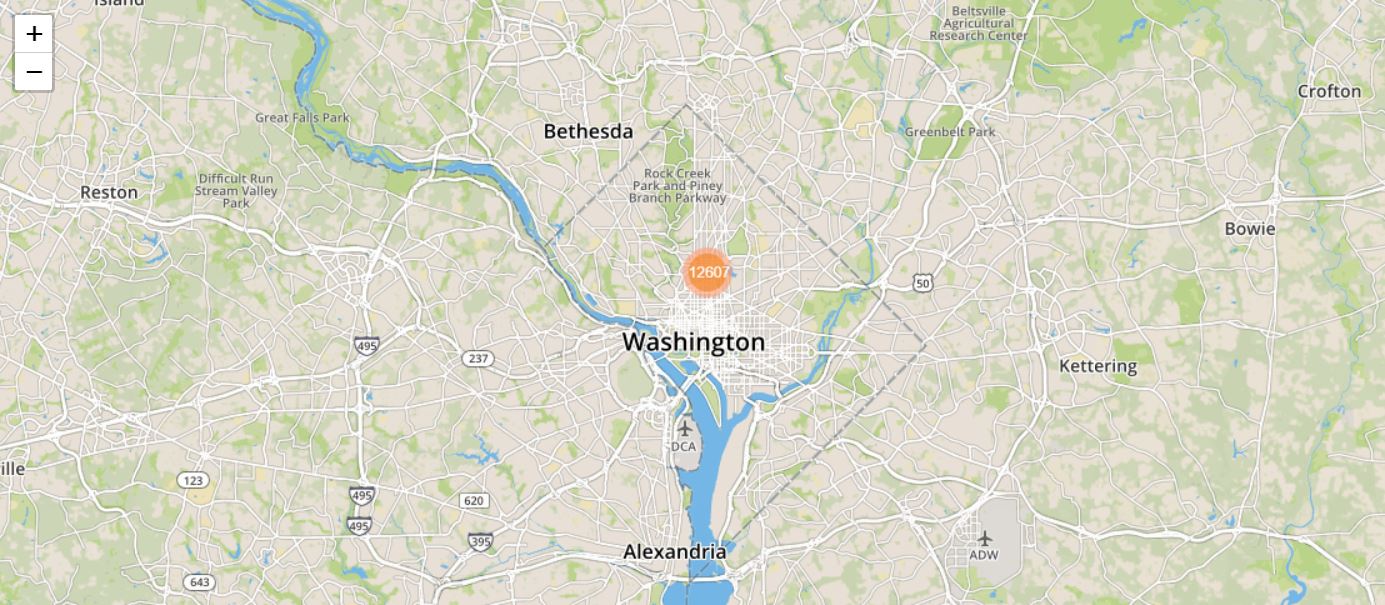 Island
+
−
Beltsville
Agricultural
Research Center
Crofton
Great Falls Park
Bethesda
Greenbelt Park
Rock Creek
Park and Piney
Branch Parkway
Difficult Run
Stream Valley
Park
Reston
Bowie
12607
50
Washington
495
237
Kettering
DCA
ille
123
495
620
495
395
Alexandria
ADW
643